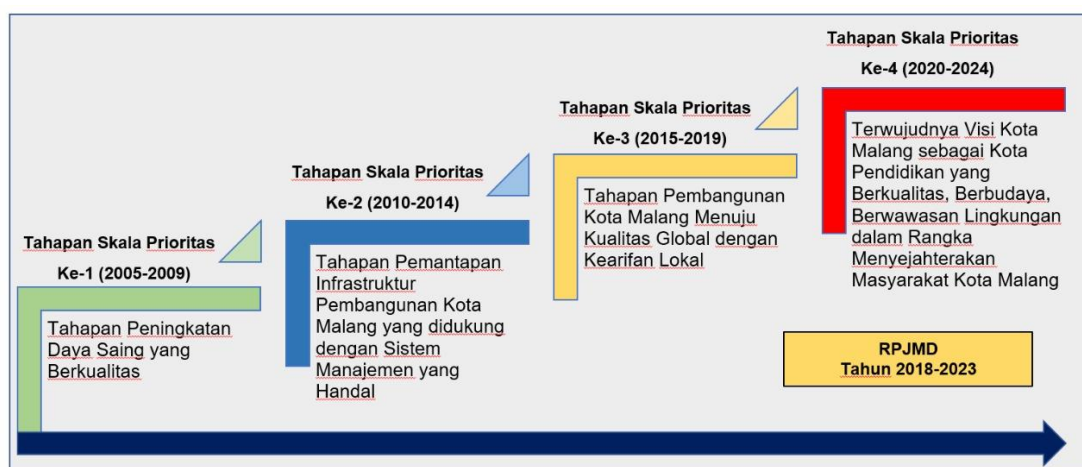 Tahapan Skala Prioritas
Ke-1 (2005-2009)
Tahapan Peningkatan
Daya Saing yang
Berkualitas
Tahapan Skala Prioritas
Ke-2 (2010-2014)
Tahapan Pemantapan
Infrastruktur
Pembangunan Kota
Malang yang didukung
dengan Sistem
Manajemen yang
Handal
Tahapan Skala Prioritas
Ke-3 (2015-2019)
Tahapan Pembangunan
Kota Malang Menuju
Kualitas Global dengan
Kearifan Lokal
Tahapan Skala Prioritas
Ke-4 (2020-2024)
Terwujudnya Visi Kota
Malang sebagai Kota
Pendidikan yang
Berkualitas, Berbudaya,
Berwawasan Lingkungan
dalam Rangka
Menyejahterakan
Masyarakat Kota Malang
RPJMD
Tahun 2018-2023